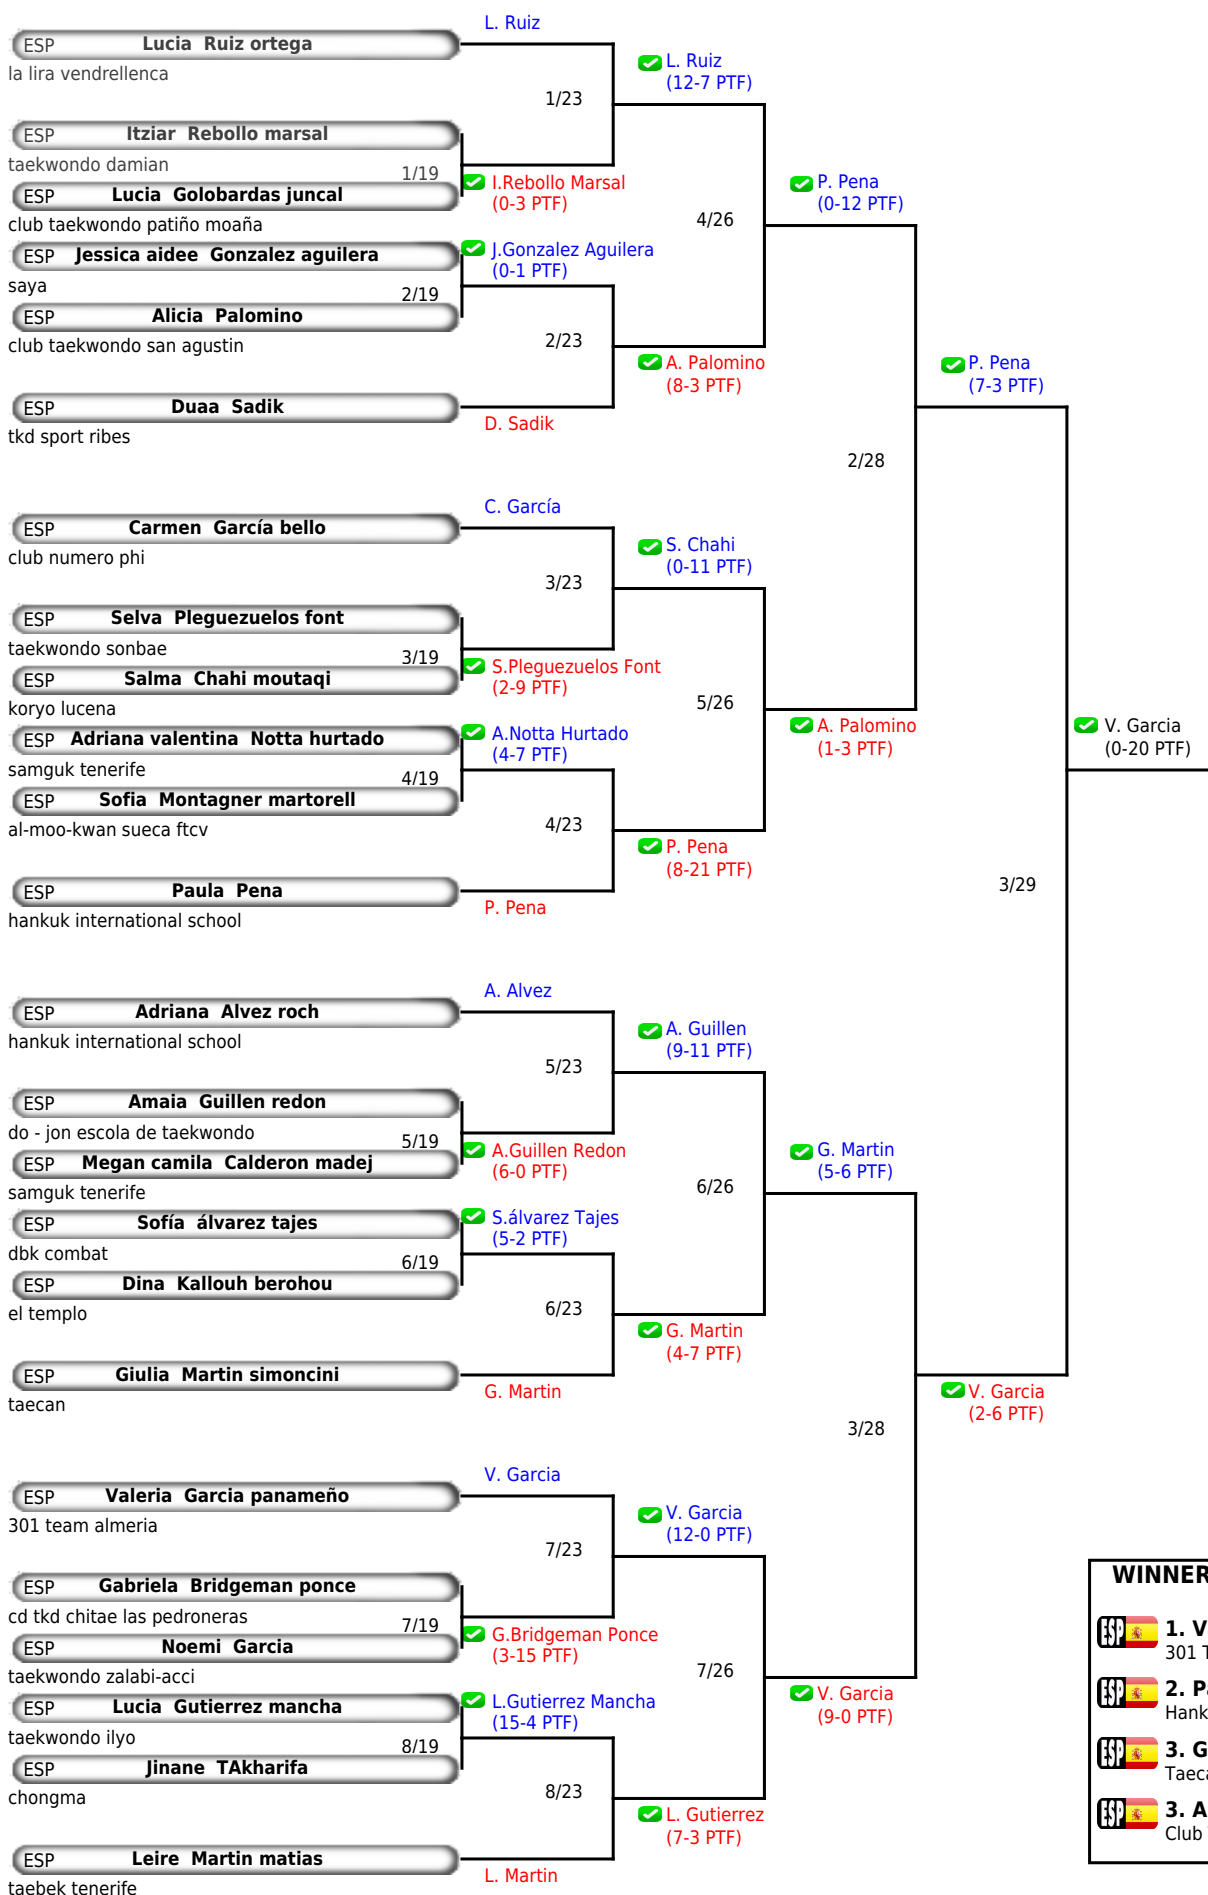 L. Ruiz
ESP Lucia Ruiz ortega
la lira vendrellenca
L. Ruiz
(12-7 PTF)
1/23
ESP Itziar Rebollo marsal
taekwondo damian
1/19
I.Rebollo Marsal
(0-3 PTF)
ESP Lucia Golobardas juncal
club taekwondo patiño moaña
P. Pena
(0-12 PTF)
4/26
ESP Jessica aidee Gonzalez aguilera
saya
J.Gonzalez Aguilera
(0-1 PTF)
2/19
ESP Alicia Palomino
club taekwondo san agustin
2/23
A. Palomino
(8-3 PTF)
P. Pena
(7-3 PTF)
ESP Duaa Sadik
tkd sport ribes
D. Sadik
2/28
C. García
ESP Carmen García bello
club numero phi
S. Chahi
(0-11 PTF)
3/23
ESP Selva Pleguezuelos font
taekwondo sonbae
3/19
S.Pleguezuelos Font
(2-9 PTF)
ESP Salma Chahi moutaqi
koryo lucena
5/26
A. Palomino
(1-3 PTF)
V. Garcia
(0-20 PTF)
ESP Adriana valentina Notta hurtado
samguk tenerife
A.Notta Hurtado
(4-7 PTF)
4/19
ESP Sofia Montagner martorell
al-moo-kwan sueca ftcv
4/23
P. Pena
(8-21 PTF)
ESP Paula Pena
hankuk international school
P. Pena
3/29
A. Alvez
ESP Adriana Alvez roch
hankuk international school
A. Guillen
(9-11 PTF)
5/23
ESP Amaia Guillen redon
do - jon escola de taekwondo
5/19
A.Guillen Redon
(6-0 PTF)
ESP Megan camila Calderon madej
samguk tenerife
G. Martin
(5-6 PTF)
6/26
ESP Sofía álvarez tajes
dbk combat
S.álvarez Tajes
(5-2 PTF)
6/19
ESP Dina Kallouh berohou
el templo
6/23
G. Martin
(4-7 PTF)
ESP Giulia Martin simoncini
taecan
G. Martin
V. Garcia
(2-6 PTF)
3/28
V. Garcia
ESP Valeria Garcia panameño
301 team almeria
V. Garcia
(12-0 PTF)
7/23
ESP Gabriela Bridgeman ponce
cd tkd chitae las pedroneras
7/19
G.Bridgeman Ponce
(3-15 PTF)
ESP Noemi Garcia
taekwondo zalabi-acci
7/26
V. Garcia
(9-0 PTF)
ESP Lucia Gutierrez mancha
taekwondo ilyo
L.Gutierrez Mancha
(15-4 PTF)
8/19
ESP Jinane TAkharifa
chongma
8/23
L. Gutierrez
(7-3 PTF)
ESP Leire Martin matias
taebek tenerife
L. Martin
WINNER
ESP 1. V
301 T
ESP 2. Pa
Hank
ESP 3. G
Taeca
ESP 3. A
Club